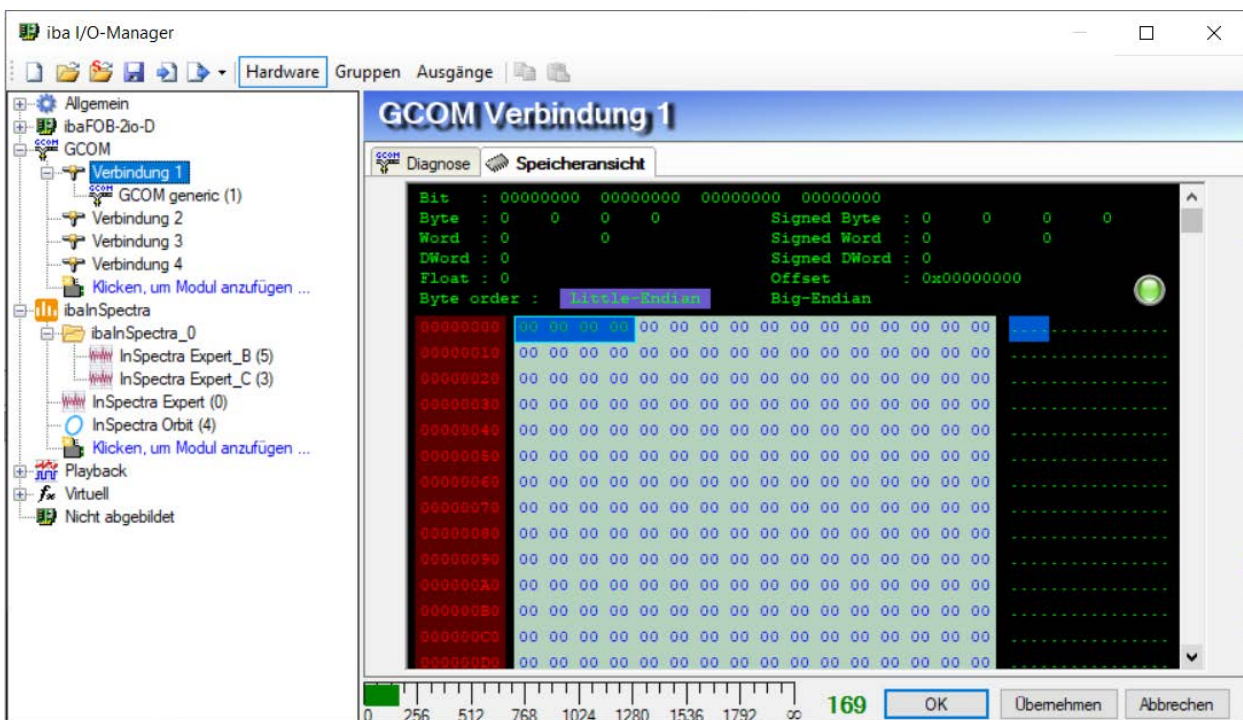 iba I/O-Manager
Hardware Gruppen Ausgänge
Allgemein
ibaFOB-2io-D
GCOM
Verbindung 1
GCOM generic (1)
Verbindung 2
Verbindung 3
Verbindung 4
Klicken, um Modul anzufügen ...
ibaInSpectra
ibaInSpectra_0
InSpectra Expert_B (5)
InSpectra Expert_C (3)
InSpectra Expert (0)
InSpectra Orbit (4)
Klicken, um Modul anzufügen ...
Playback
Virtuell
Nicht abgebildet
GCOM Verbindung 1
Diagnose Speicheransicht
Bit : 00000000 00000000 00000000 00000000
Byte : 0 0 0 0 Signed Byte : 0 0 0 0
Word : 0 0 Signed Word : 0 0
DWord : 0 Signed DWord : 0
Float : 0 Offset : 0x00000000
Byte order : Little-Endian Big-Endian
00000000 00 00 00 00 00 00 00 00 00 00 00 00 00 00 00 00 ................
00000010 00 00 00 00 00 00 00 00 00 00 00 00 00 00 00 00 ................
00000020 00 00 00 00 00 00 00 00 00 00 00 00 00 00 00 00 ................
00000030 00 00 00 00 00 00 00 00 00 00 00 00 00 00 00 00 ................
00000040 00 00 00 00 00 00 00 00 00 00 00 00 00 00 00 00 ................
00000050 00 00 00 00 00 00 00 00 00 00 00 00 00 00 00 00 ................
00000060 00 00 00 00 00 00 00 00 00 00 00 00 00 00 00 00 ................
00000070 00 00 00 00 00 00 00 00 00 00 00 00 00 00 00 00 ................
00000080 00 00 00 00 00 00 00 00 00 00 00 00 00 00 00 00 ................
00000090 00 00 00 00 00 00 00 00 00 00 00 00 00 00 00 00 ................
000000A0 00 00 00 00 00 00 00 00 00 00 00 00 00 00 00 00 ................
000000B0 00 00 00 00 00 00 00 00 00 00 00 00 00 00 00 00 ................
000000C0 00 00 00 00 00 00 00 00 00 00 00 00 00 00 00 00 ................
000000D0 00 00 00 00 00 00 00 00 00 00 00 00 00 00 00 00 ................
0 256 512 768 1024 1280 1536 1792 ∞ 169 OK Übernehmen Abbrechen